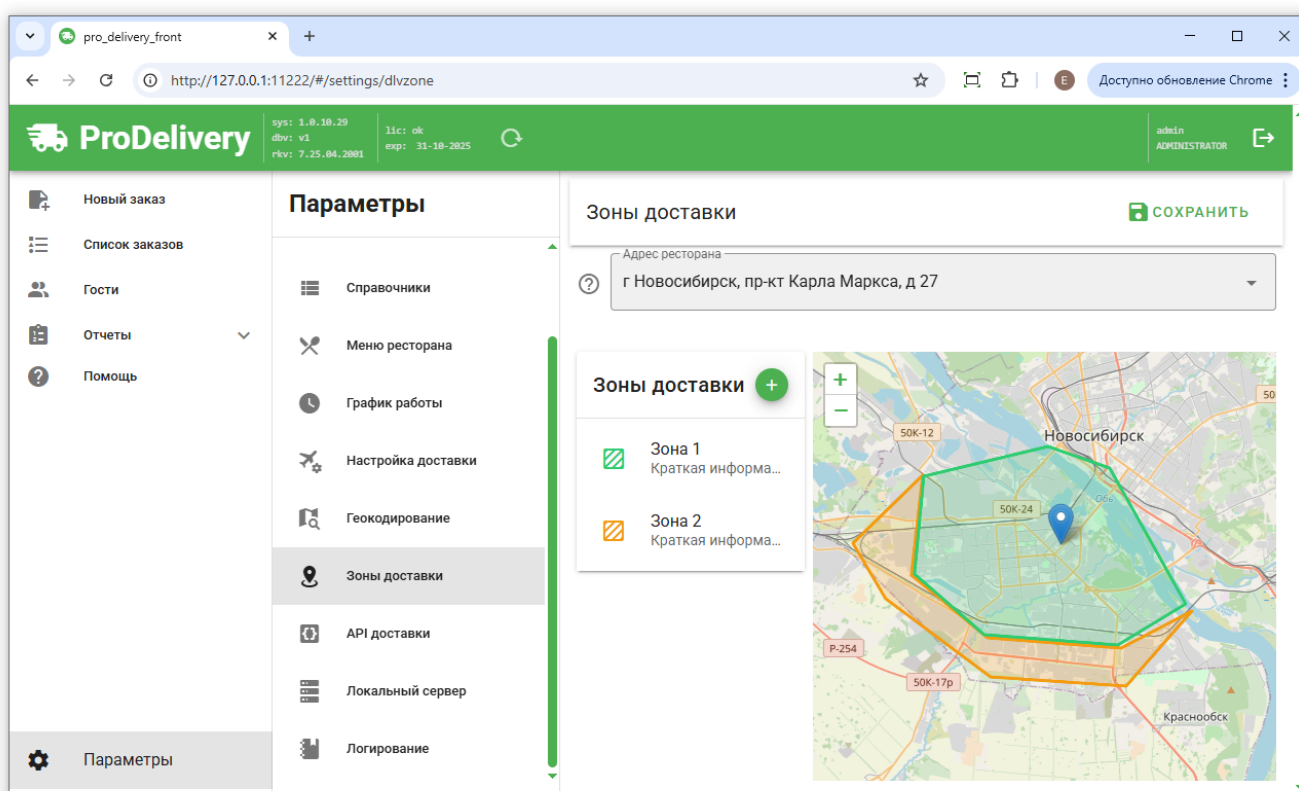 pro_delivery_front
http://127.0.0.1:11222/#/settings/dlvzone
E
Доступно обновление Chrome
ProDelivery
sys: 1.0.10.29
dbv: v1
rkv: 7.25.04.2001
lic: ok
exp: 31-10-2025
admin
ADMINISTRATOR
Новый заказ
Список заказов
Гости
Отчеты
Помощь
Параметры
Параметры
Справочники
Меню ресторана
График работы
Настройка доставки
Геокодирование
Зоны доставки
API доставки
Локальный сервер
Логирование
Зоны доставки
СОХРАНИТЬ
Адрес ресторана
г Новосибирск, пр-кт Карла Маркса, д 27
Зоны доставки
Зона 1
Краткая информа...
Зона 2
Краткая информа...
+
−
50
50К-12
Новосибирск
Обь
50К-24
Р-254
50К-17р
Краснообск